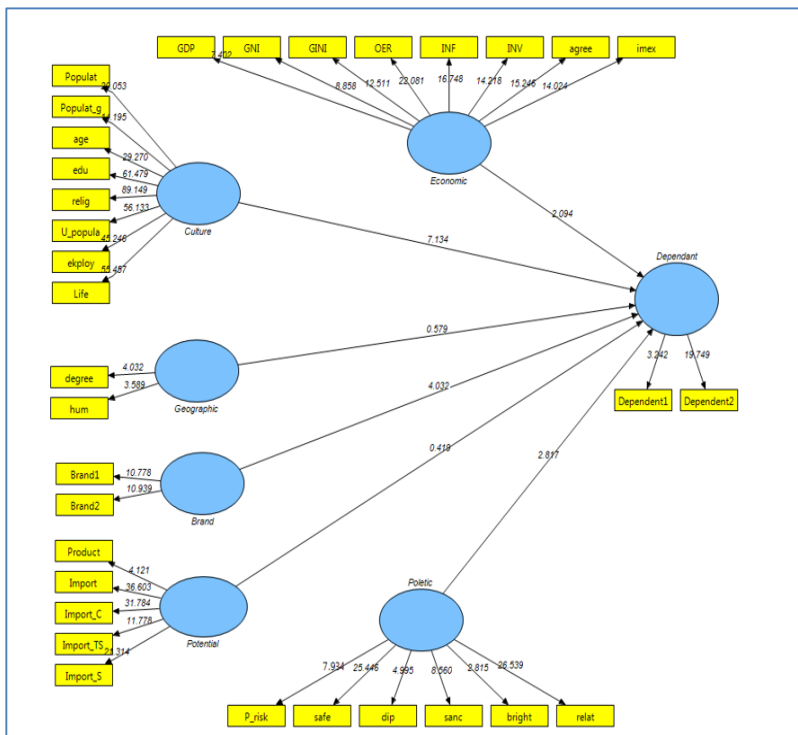 GDP GNI GINI OER INF INV agree imex
7.402 8.858 12.511 22.081 16.748 14.218 15.246 14.024
Economic
Populat
Populat_g
age
edu
relig
U_popula
ekploy
Life
.053
.195
29.270
61.479
89.149
56.133
45.246
55.457
Culture
2.094
7.134
Dependant
3.242 19.749
Dependent1 Dependent2
0.579
degree
hum
4.032
3.589
Geographic
4.032
0.419
2.817
Brand1
Brand2
10.778
10.939
Brand
Product
Import
Import_C
Import_TS
Import_S
4.121
36.603
31.784
11.778
21.314
Potential
Poletic
7.934 25.446 4.995 8.560 2.815 26.539
P_risk safe dip sanc bright relat